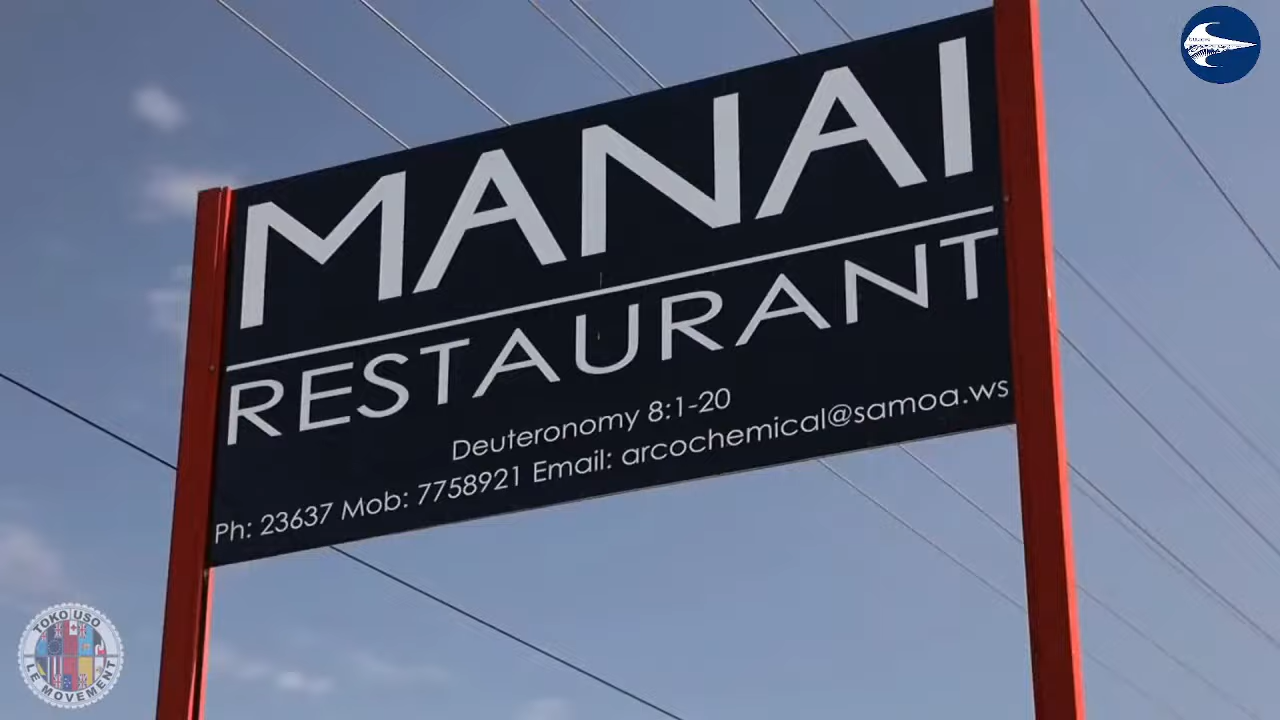 MANAI
RESTAURANT
Deuteronomy 8:1-20
Ph: 23637 Mob: 7758921 Email: arcochemical@samoa.ws
TOKO USO
LE MOVEMENT